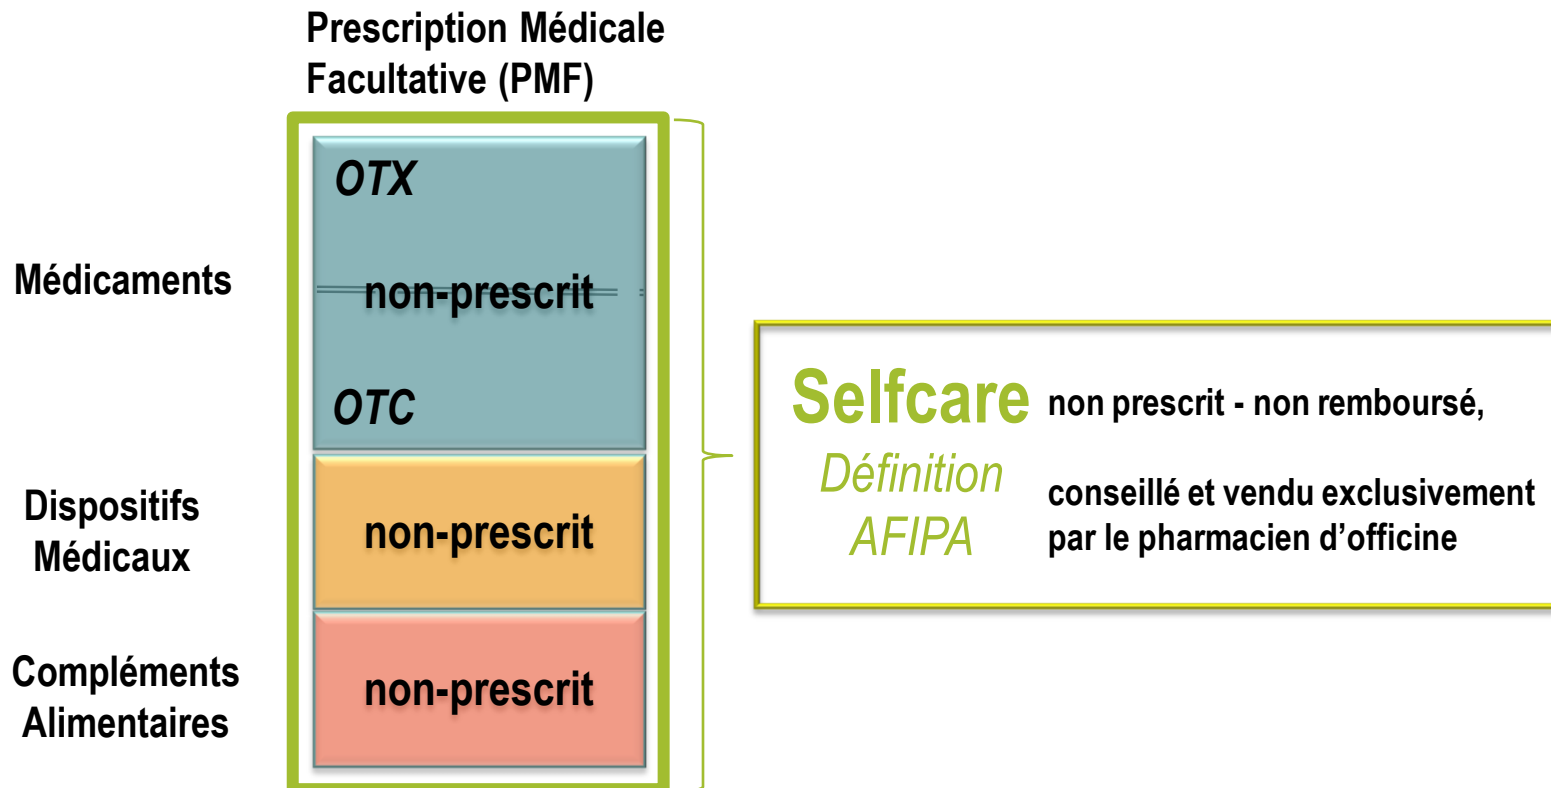 Prescription Médicale
Facultative (PMF)
Médicaments
OTX
non-prescrit
OTC
Dispositifs
Médicaux
non-prescrit
Compléments
Alimentaires
non-prescrit
Selfcare
Définition
AFIPA
non prescrit - non remboursé,
conseillé et vendu exclusivement
par le pharmacien d’officine